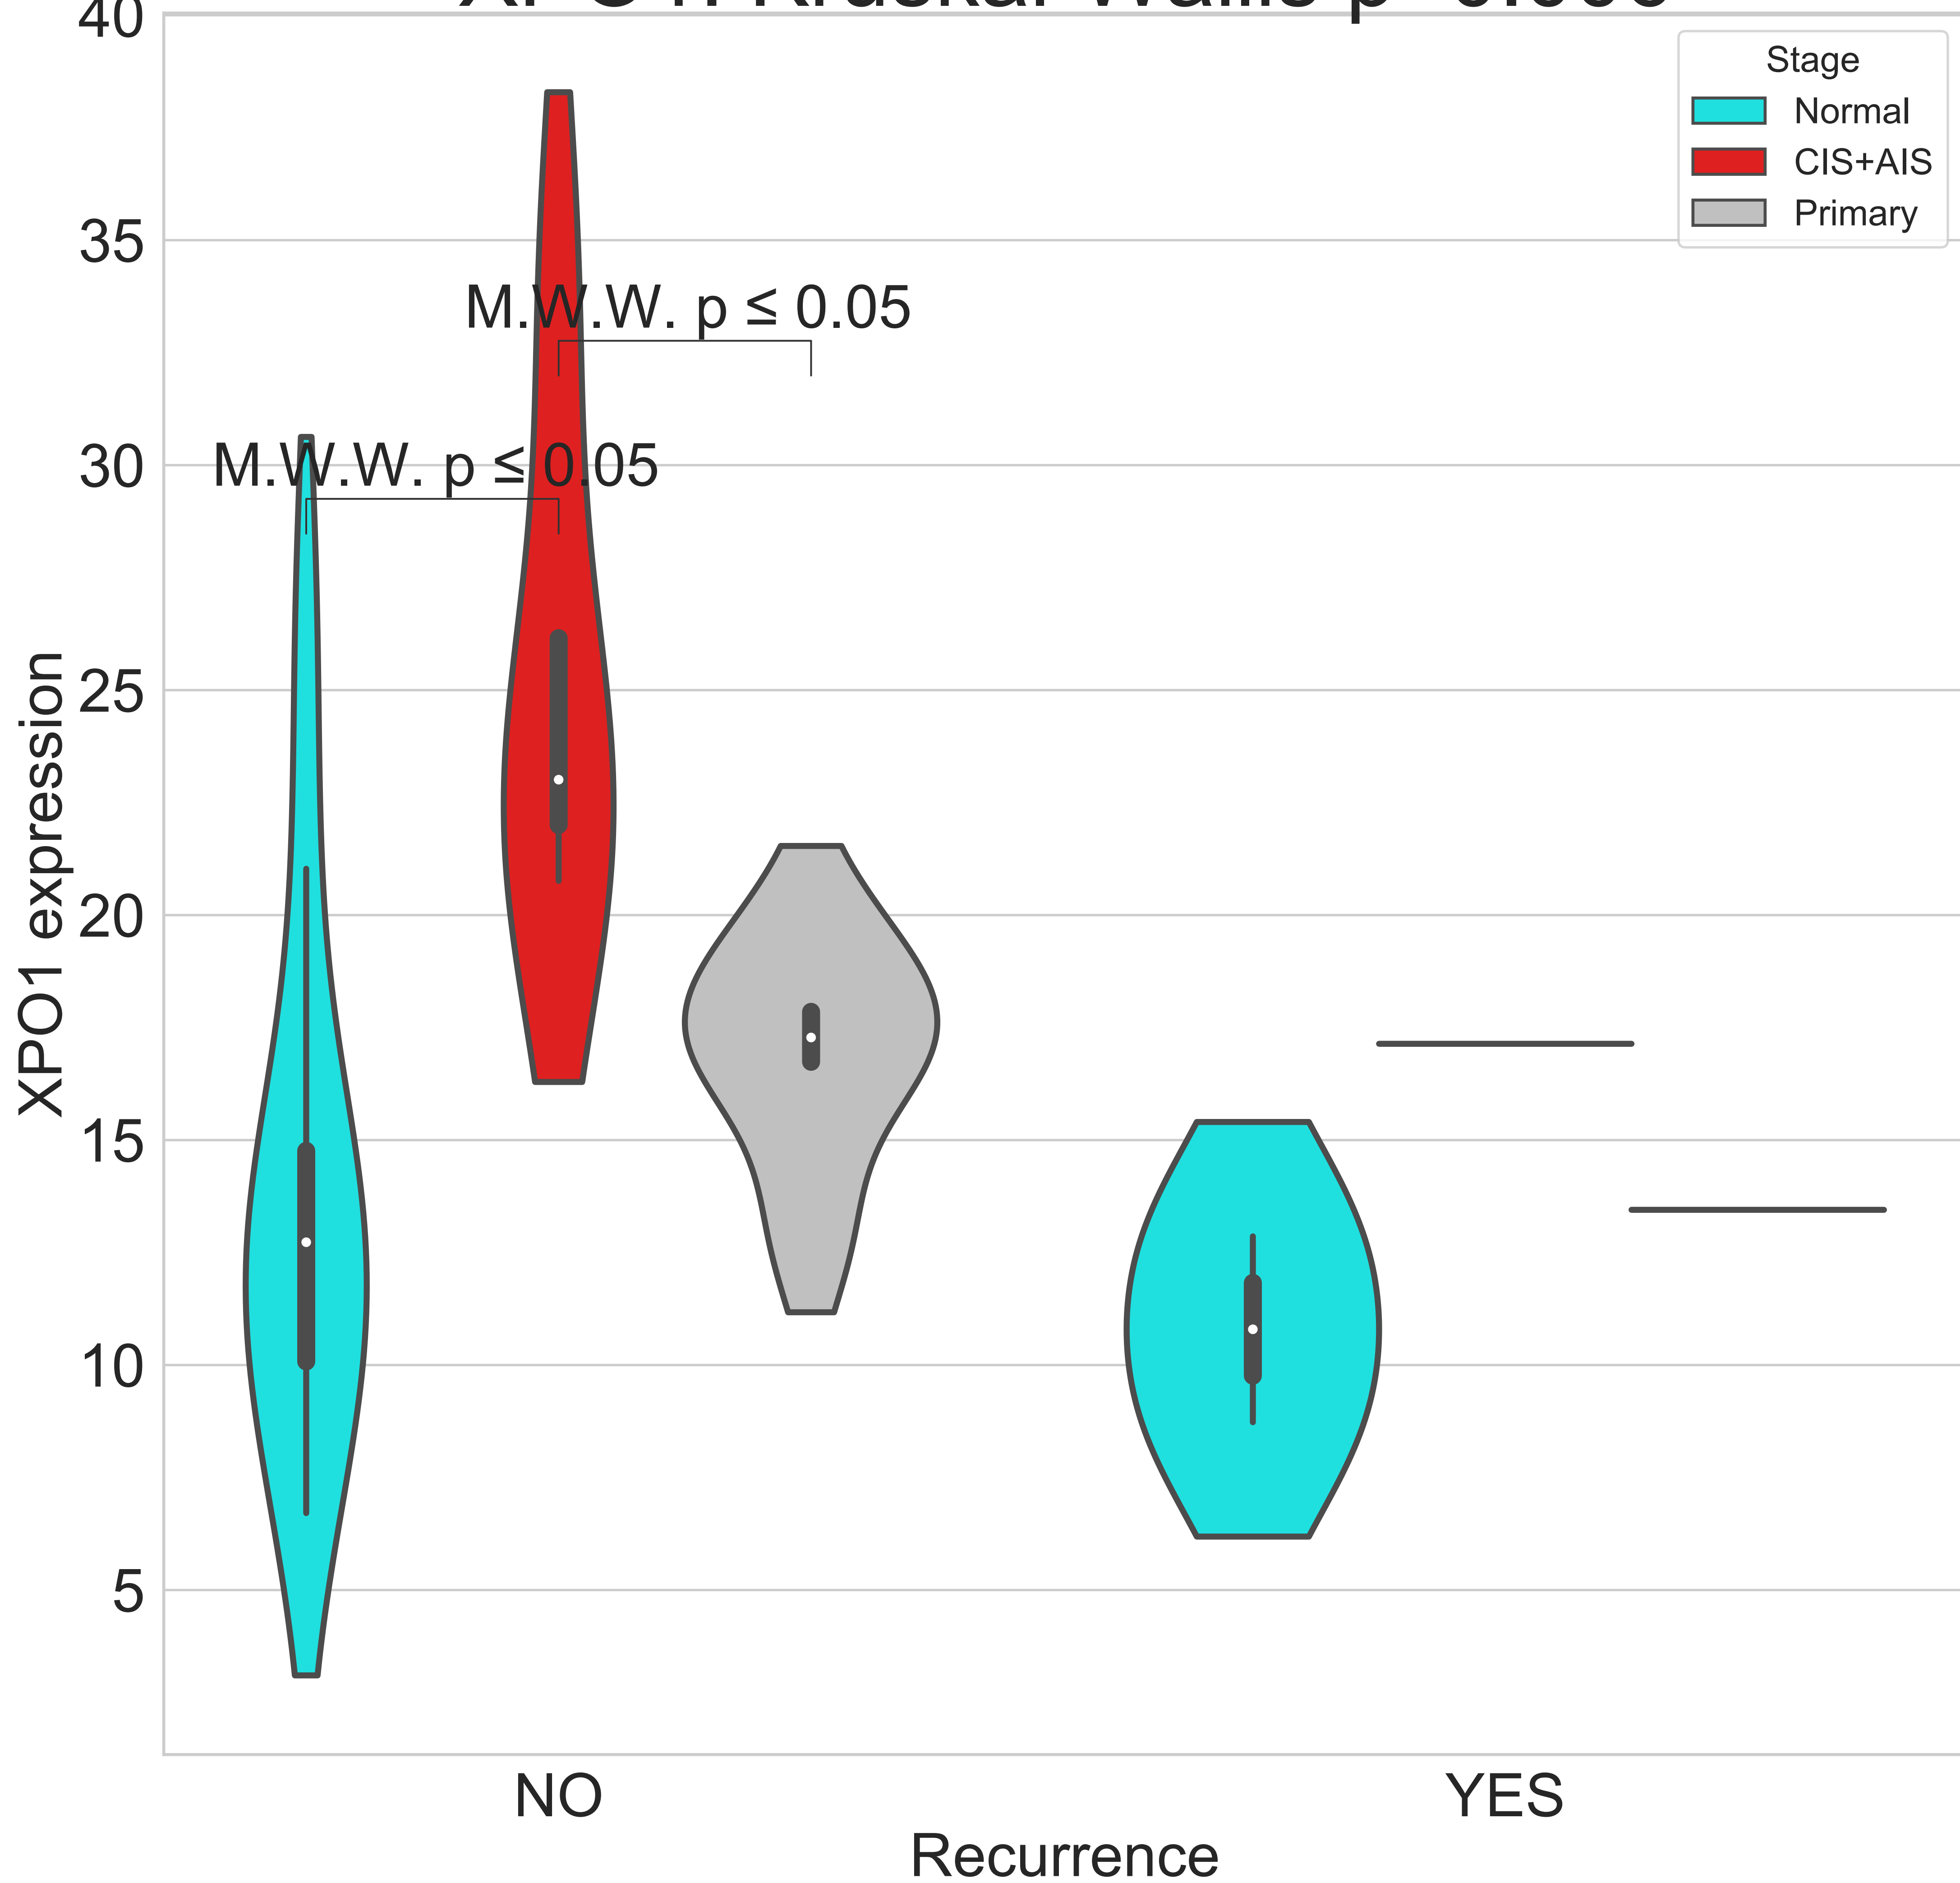 40
35
30
25
20
15
10
5
XPO1 expression
Stage
Normal
CIS+AIS
Primary
M.W.W. p ≤ 0.05
M.W.W. p ≤ 0.05
NO
YES
Recurrence